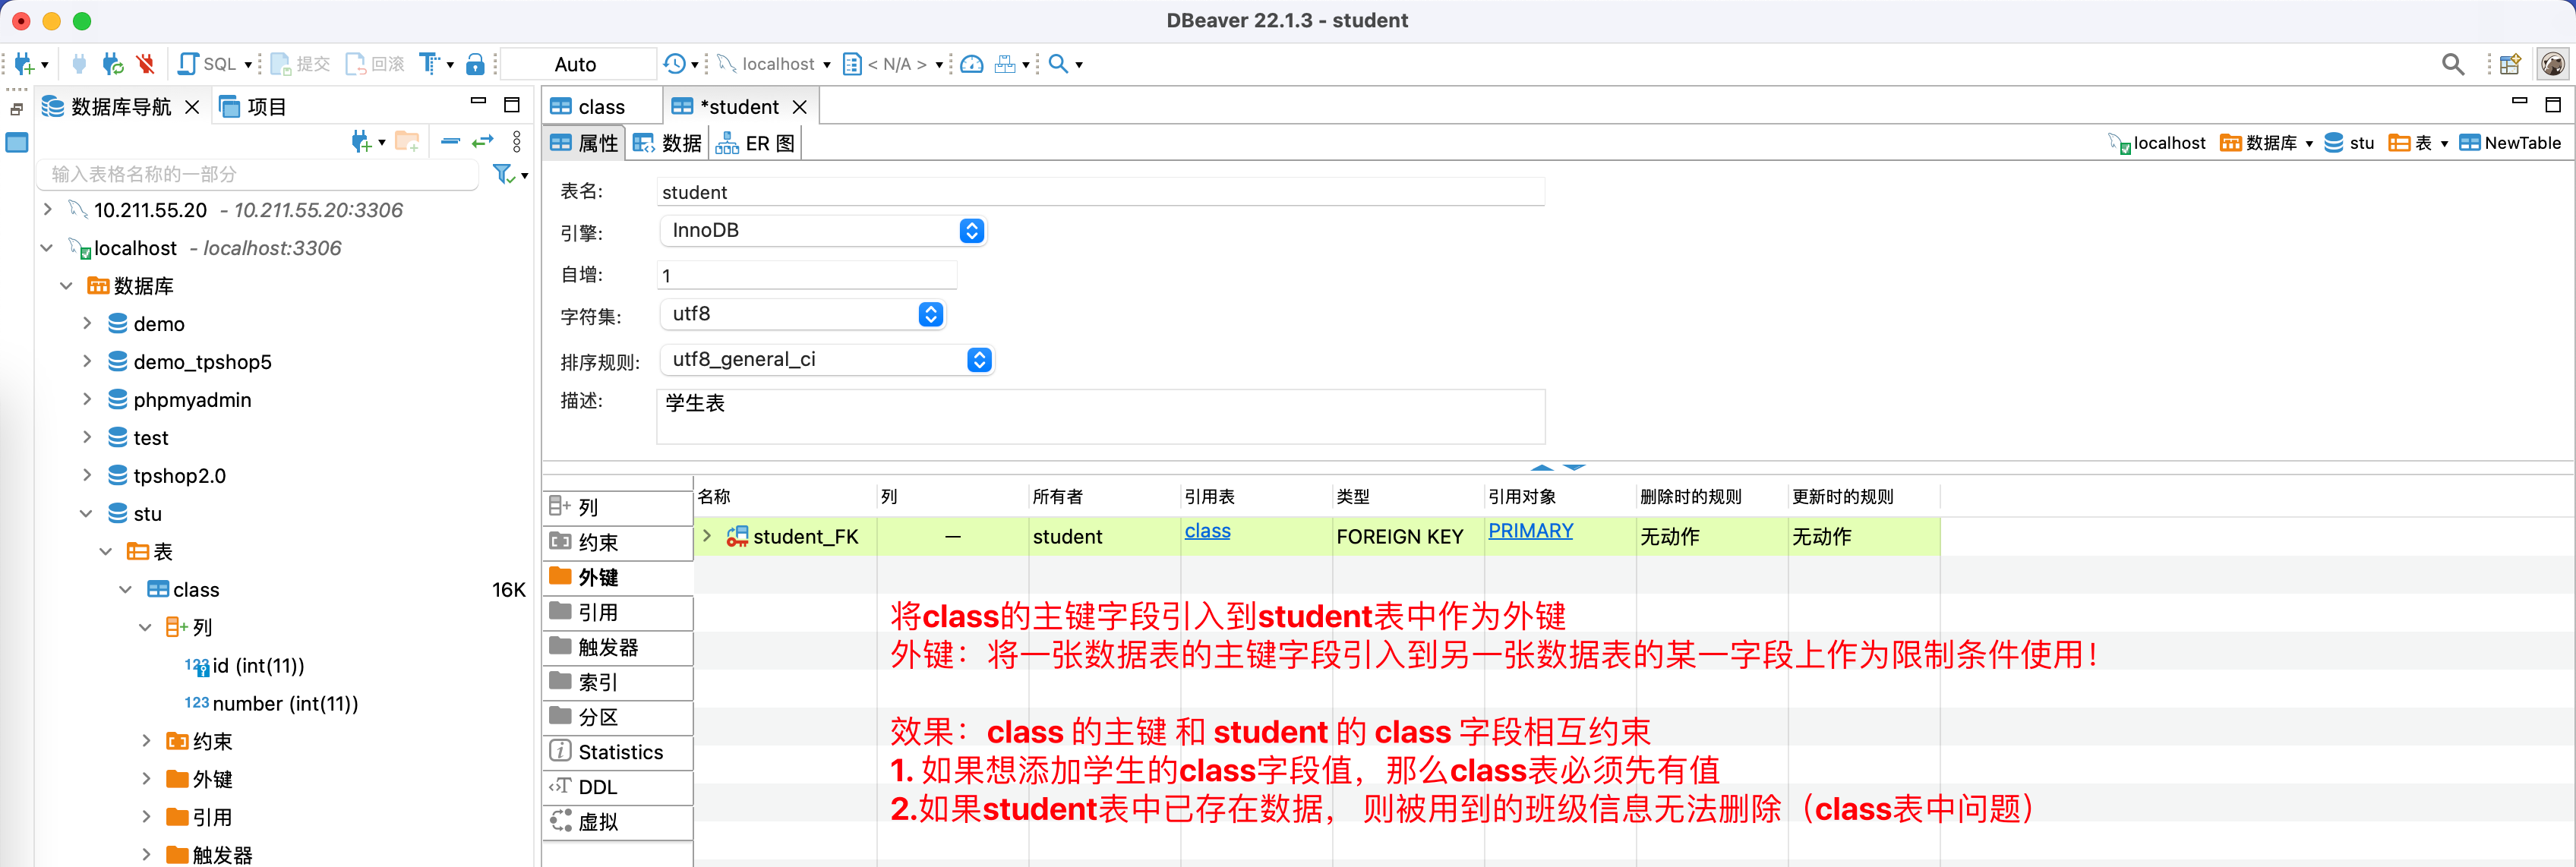 DBeaver 22.1.3 - student
SQL 提交 回滚 Auto localhost < N/A >
数据库导航 项目
输入表格名称的一部分
10.211.55.20 - 10.211.55.20:3306
localhost - localhost:3306
数据库
demo
demo_tpshop5
phpmyadmin
test
tpshop2.0
stu
表
class 16K
列
123 id (int(11))
123 number (int(11))
约束
外键
引用
触发器
class *student
属性 数据 ER 图
localhost 数据库 stu 表 NewTable
表名: student
引擎: InnoDB
自增: 1
字符集: utf8
排序规则: utf8_general_ci
描述: 学生表
列
约束
外键
引用
触发器
索引
分区
Statistics
DDL
虚拟
名称 列 所有者 引用表 类型 引用对象 删除时的规则 更新时的规则
student_FK — student class FOREIGN KEY PRIMARY 无动作 无动作
将class的主键字段引入到student表中作为外键
外键：将一张数据表的主键字段引入到另一张数据表的某一字段上作为限制条件使用！
效果：class 的主键 和 student 的 class 字段相互约束
1. 如果想添加学生的class字段值，那么class表必须先有值
2.如果student表中已存在数据， 则被用到的班级信息无法删除（class表中问题）